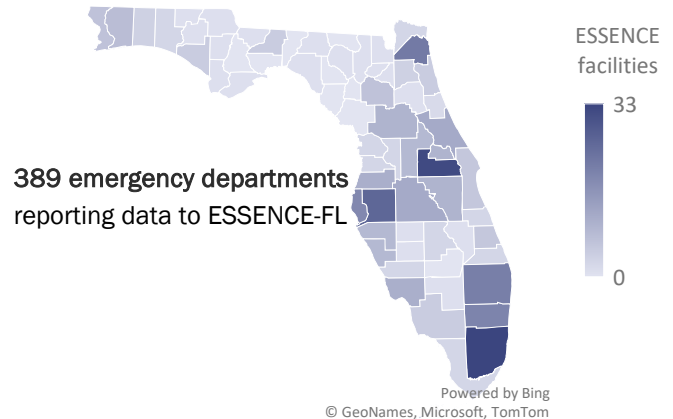 ESSENCE
facilities
33
389 emergency departments
reporting data to ESSENCE-FL
0
Powered by Bing
© GeoNames, Microsoft, TomTom